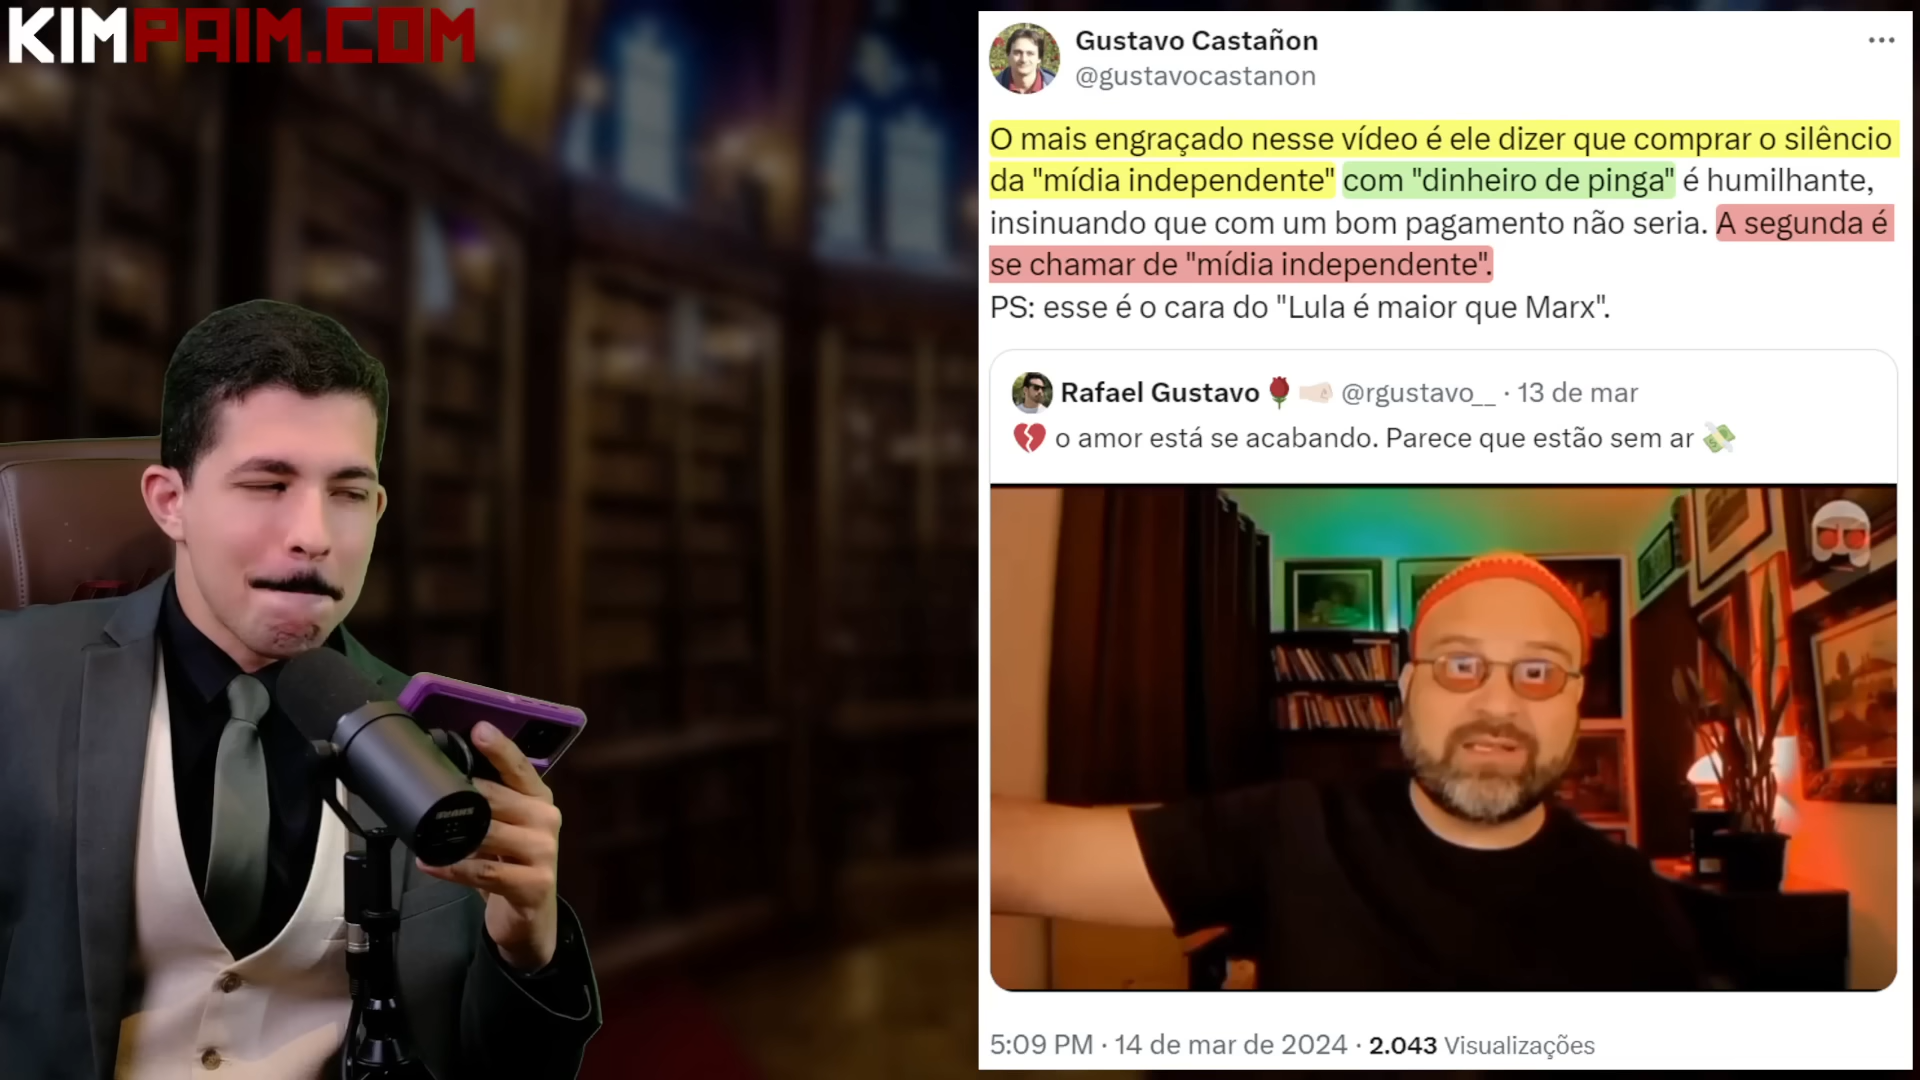 KIMPAIM.COM
Gustavo Castañon
@gustavocastanon
O mais engraçado nesse vídeo é ele dizer que comprar o silêncio
da "mídia independente" com "dinheiro de pinga" é humilhante,
insinuando que com um bom pagamento não seria. A segunda é
se chamar de "mídia independente".
PS: esse é o cara do "Lula é maior que Marx".
Rafael Gustavo🌹🤛🏻 @rgustavo__ · 13 de mar
💔 o amor está se acabando. Parece que estão sem ar 💸
5:09 PM · 14 de mar de 2024 · 2.043 Visualizações